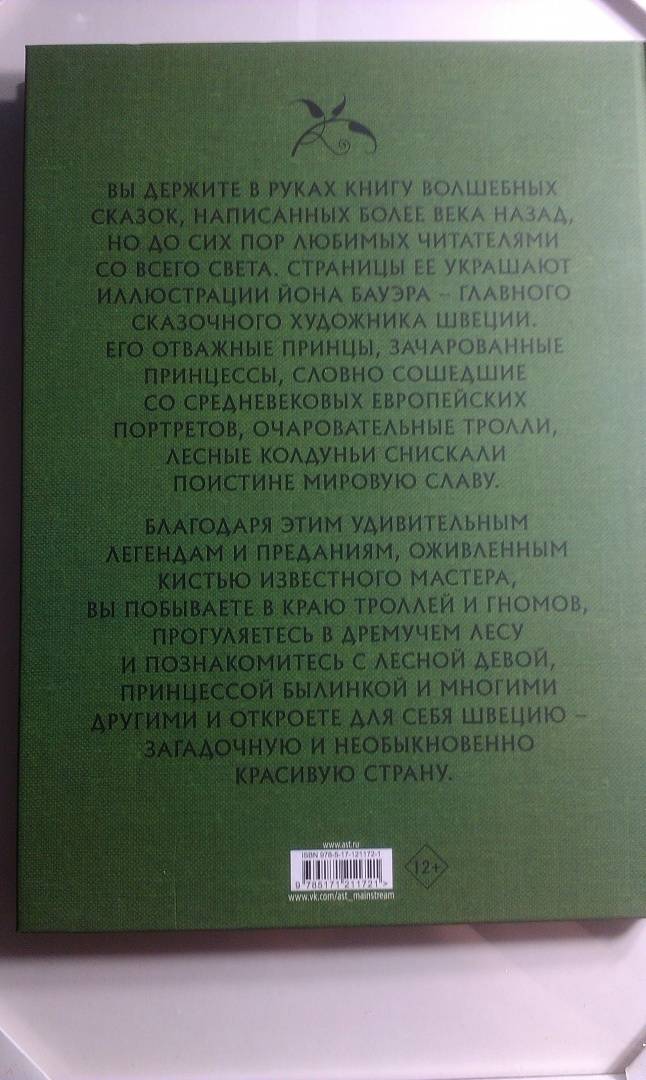 ВЫ ДЕРЖИТЕ В РУКАХ КНИГУ ВОЛШЕБНЫХ
СКАЗОК, НАПИСАННЫХ БОЛЕЕ ВЕКА НАЗАД,
НО ДО СИХ ПОР ЛЮБИМЫХ ЧИТАТЕЛЯМИ
СО ВСЕГО СВЕТА. СТРАНИЦЫ ЕЕ УКРАШАЮТ
ИЛЛЮСТРАЦИИ ЙОНА БАУЭРА – ГЛАВНОГО
СКАЗОЧНОГО ХУДОЖНИКА ШВЕЦИИ.
ЕГО ОТВАЖНЫЕ ПРИНЦЫ, ЗАЧАРОВАННЫЕ
ПРИНЦЕССЫ, СЛОВНО СОШЕДШИЕ
СО СРЕДНЕВЕКОВЫХ ЕВРОПЕЙСКИХ
ПОРТРЕТОВ, ОЧАРОВАТЕЛЬНЫЕ ТРОЛЛИ,
ЛЕСНЫЕ КОЛДУНЬИ СНИСКАЛИ
ПОИСТИНЕ МИРОВУЮ СЛАВУ.
БЛАГОДАРЯ ЭТИМ УДИВИТЕЛЬНЫМ
ЛЕГЕНДАМ И ПРЕДАНИЯМ, ОЖИВЛЕННЫМ
КИСТЬЮ ИЗВЕСТНОГО МАСТЕРА,
ВЫ ПОБЫВАЕТЕ В КРАЮ ТРОЛЛЕЙ И ГНОМОВ,
ПРОГУЛЯЕТЕСЬ В ДРЕМУЧЕМ ЛЕСУ
И ПОЗНАКОМИТЕСЬ С ЛЕСНОЙ ДЕВОЙ,
ПРИНЦЕССОЙ БЫЛИНКОЙ И МНОГИМИ
ДРУГИМИ И ОТКРОЕТЕ ДЛЯ СЕБЯ ШВЕЦИЮ –
ЗАГАДОЧНУЮ И НЕОБЫКНОВЕННО
КРАСИВУЮ СТРАНУ.
www.ast.ru
ISBN 978-5-17-121172-1
9 785171 211721 >
www.vk.com/ast_mainstream
12+